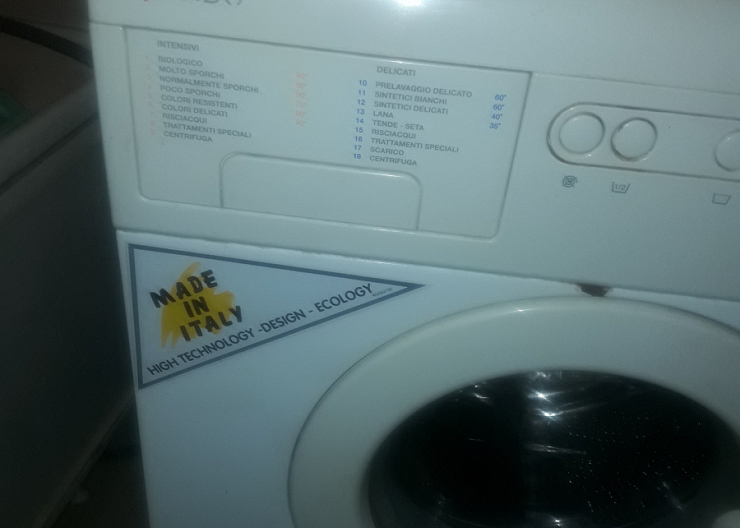 INTENSIVI
BIOLOGICO
MOLTO SPORCHI
NORMALMENTE SPORCHI
POCO SPORCHI
COLORI RESISTENTI
COLORI DELICATI
RISCIACQUI
TRATTAMENTI SPECIALI
CENTRIFUGA
DELICATI
10 PRELAVAGGIO DELICATO
11 SINTETICI BIANCHI 60°
12 SINTETICI DELICATI 60°
13 LANA 40°
14 TENDE - SETA 35°
15 RISCIACQUI
16 TRATTAMENTI SPECIALI
17 SCARICO
18 CENTRIFUGA
1/2
MADE
IN
ITALY
HIGH TECHNOLOGY - DESIGN - ECOLOGY